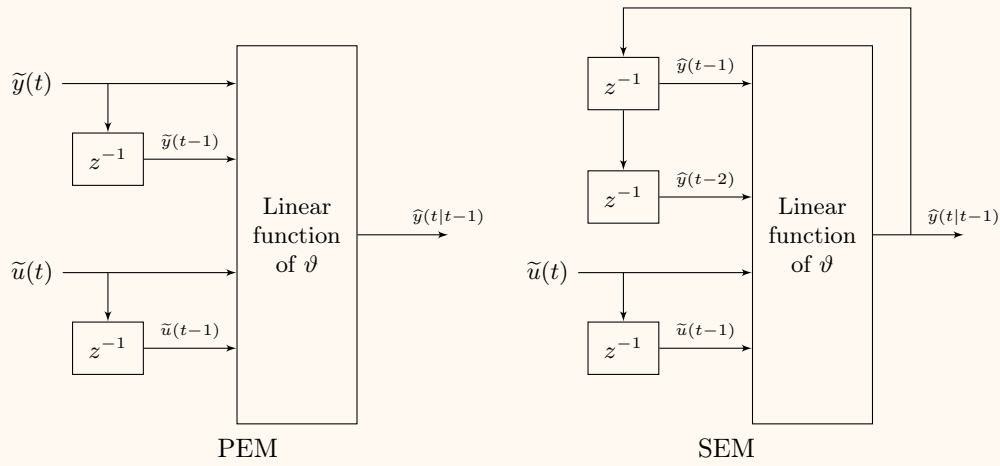 ỹ(t)
z⁻¹
ỹ(t−1)
ũ(t)
z⁻¹
ũ(t−1)
Linear
function
of ϑ
ŷ(t|t−1)
PEM
z⁻¹
ŷ(t−1)
z⁻¹
ŷ(t−2)
ũ(t)
z⁻¹
ũ(t−1)
Linear
function
of ϑ
ŷ(t|t−1)
SEM